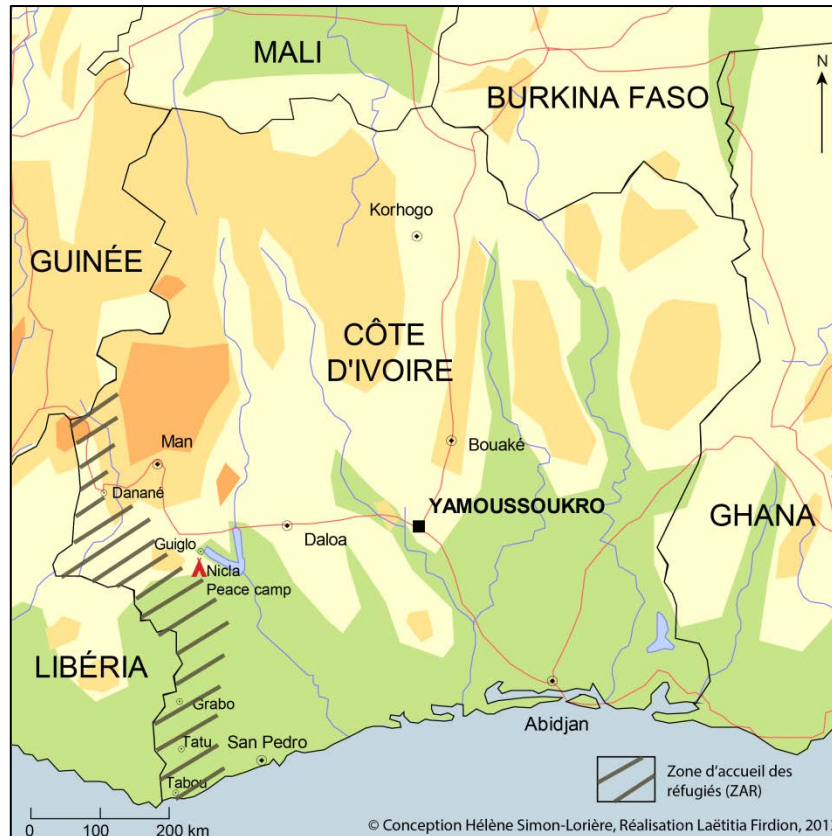 MALI
BURKINA FASO
N
Korhogo
GUINÉE
CÔTE
D'IVOIRE
Man
Bouaké
Danané
YAMOUSSOUKRO
GHANA
Guiglo
Daloa
Nicla
Peace camp
LIBÉRIA
Grabo
Tatu
San Pedro
Abidjan
Tabou
Zone d'accueil des
réfugiés (ZAR)
0 100 200 km
© Conception Hélène Simon-Lorière, Réalisation Laëtitia Firdion, 201